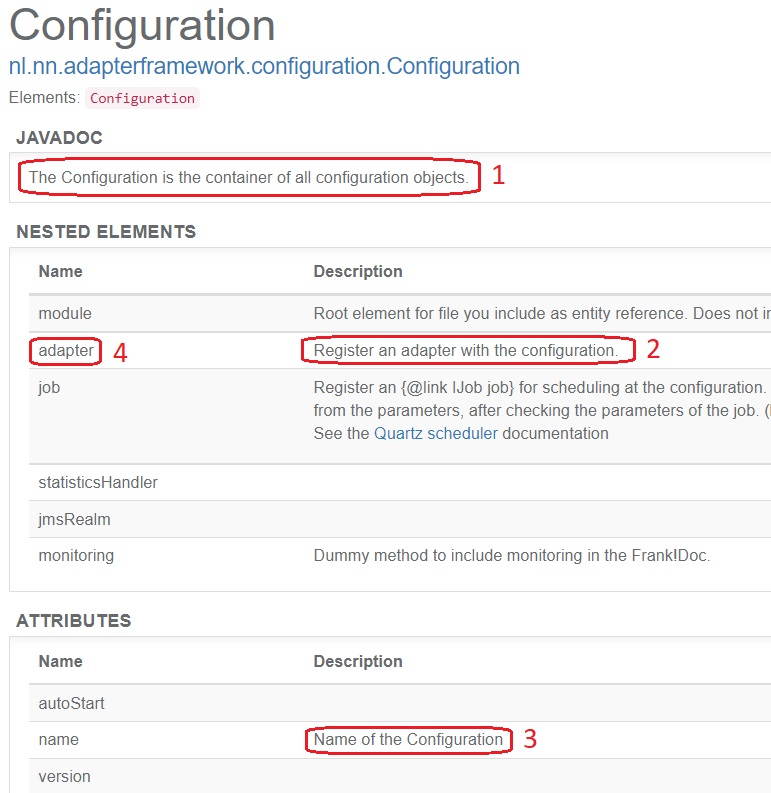 Configuration
nl.nn.adapterframework.configuration.Configuration
Elements: Configuration
JAVADOC
The Configuration is the container of all configuration objects. 1
NESTED ELEMENTS
Name Description
module Root element for file you include as entity reference. Does not in
adapter 4 Register an adapter with the configuration. 2
job Register an {@link IJob job} for scheduling at the configuration.
from the parameters, after checking the parameters of the job. (
See the Quartz scheduler documentation
statisticsHandler
jmsRealm
monitoring Dummy method to include monitoring in the Frank!Doc.
ATTRIBUTES
Name Description
autoStart
name Name of the Configuration 3
version